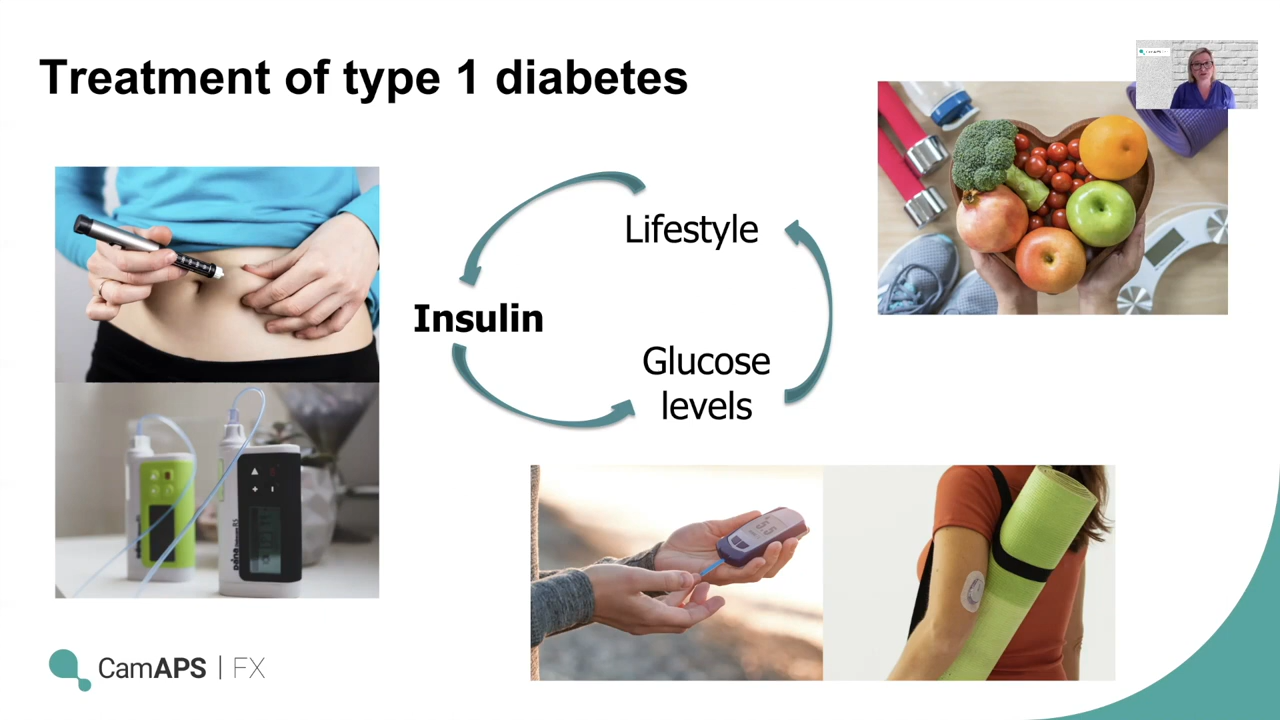 Treatment of type 1 diabetes
Lifestyle
Insulin
Glucose
levels
CamAPS | FX